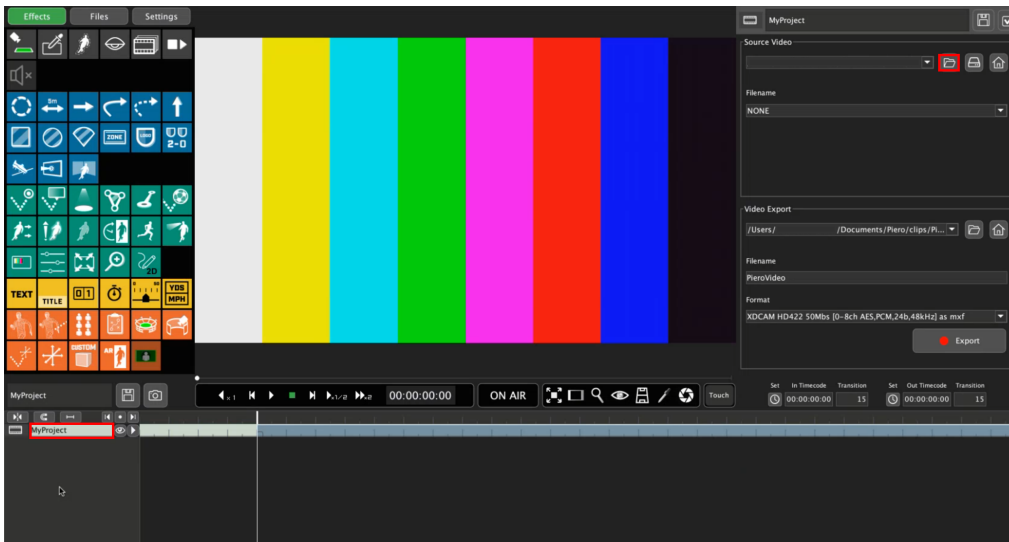 Effects Files Settings
MyProject
Source Video
Filename
NONE
5m
ZONE
LOGO
2-0
2D
TEXT TITLE 01 YDS MPH
CUSTOM AR
Video Export
/Users/ /Documents/Piero/clips/Pi...
Filename
PieroVideo
Format
XDCAM HD422 50Mbs [0-8ch AES,PCM,24b,48kHz] as mxf
Export
MyProject
x1 x1/2 x2 00:00:00:00 ON AIR Touch
Set In Timecode Transition Set Out Timecode Transition
00:00:00:00 15 00:00:00:00 15
MyProject